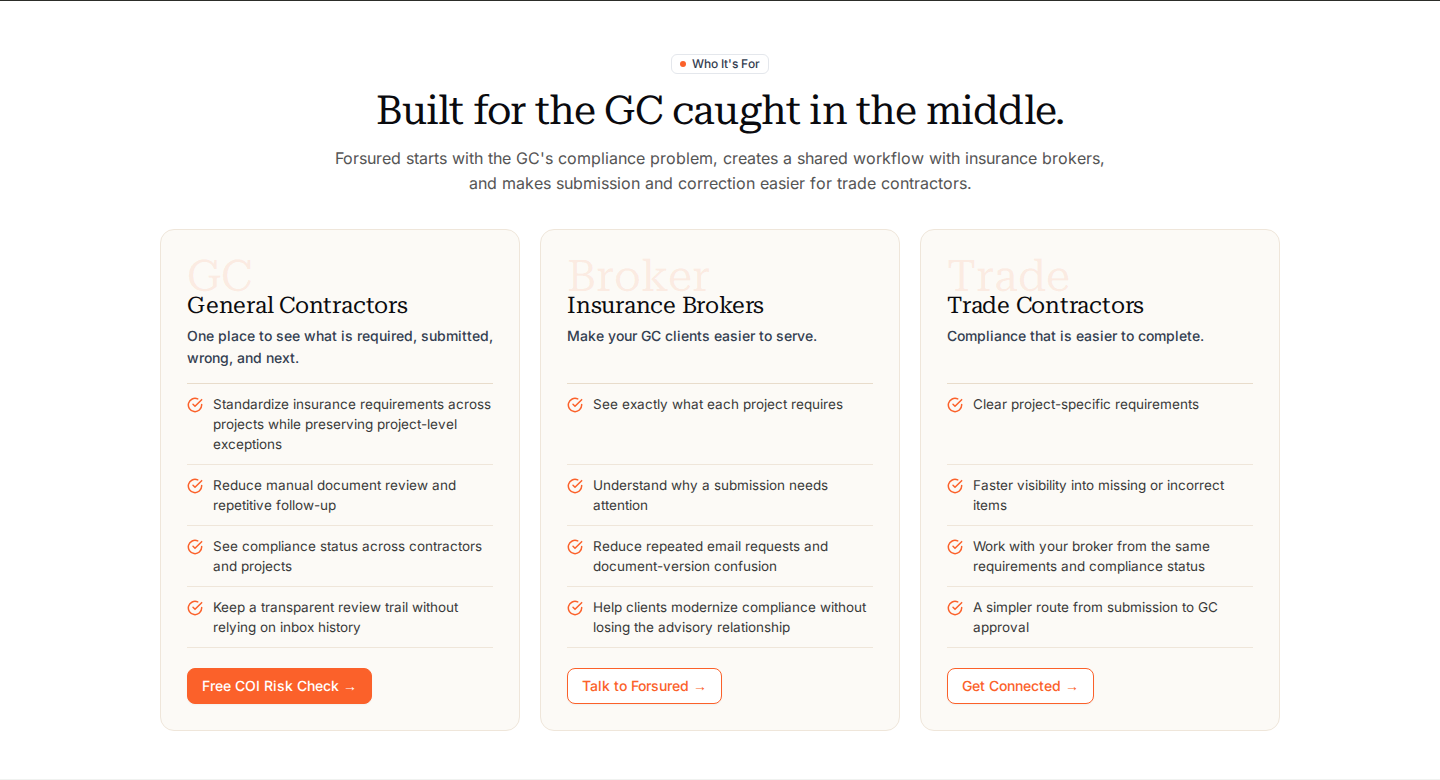 Who It's For
Built for the GC caught in the middle.
Forsured starts with the GC's compliance problem, creates a shared workflow with insurance brokers,
and makes submission and correction easier for trade contractors.
GC
General Contractors
One place to see what is required, submitted,
wrong, and next.
Standardize insurance requirements across
projects while preserving project-level
exceptions
Reduce manual document review and
repetitive follow-up
See compliance status across contractors
and projects
Keep a transparent review trail without
relying on inbox history
Free COI Risk Check →
Broker
Insurance Brokers
Make your GC clients easier to serve.
See exactly what each project requires
Understand why a submission needs
attention
Reduce repeated email requests and
document-version confusion
Help clients modernize compliance without
losing the advisory relationship
Talk to Forsured →
Trade
Trade Contractors
Compliance that is easier to complete.
Clear project-specific requirements
Faster visibility into missing or incorrect
items
Work with your broker from the same
requirements and compliance status
A simpler route from submission to GC
approval
Get Connected →